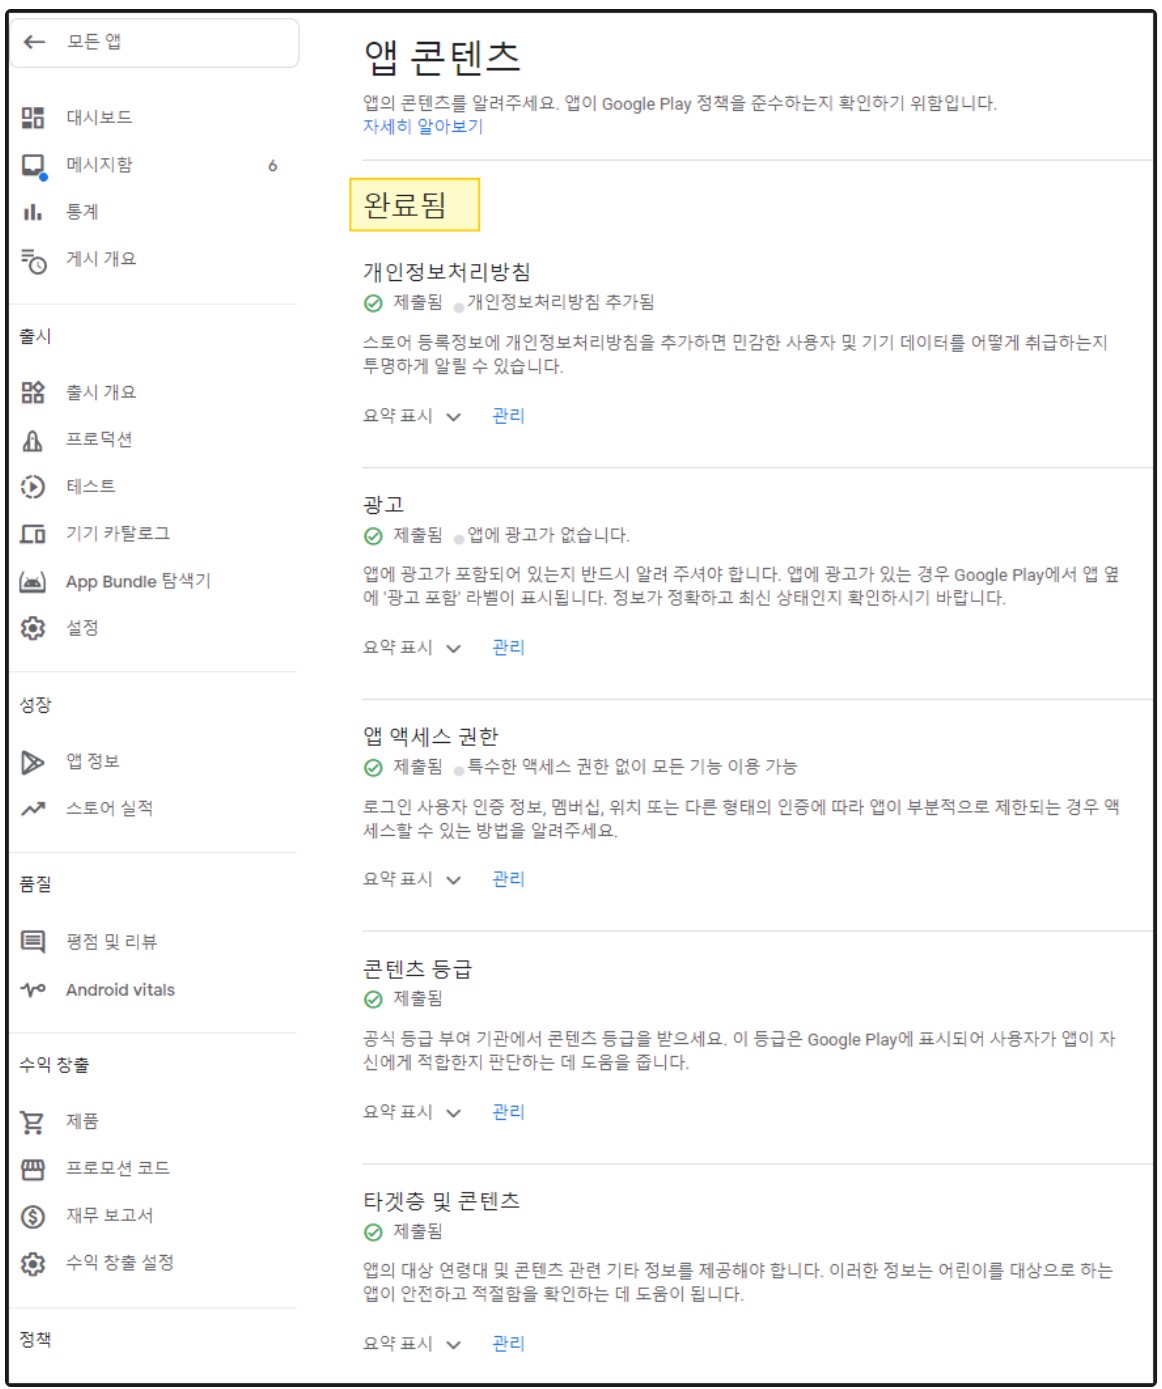 모든 앱
대시보드
메시지함 6
통계
게시 개요
출시
출시 개요
프로덕션
테스트
기기 카탈로그
App Bundle 탐색기
설정
성장
앱 정보
스토어 실적
품질
평점 및 리뷰
Android vitals
수익 창출
제품
프로모션 코드
재무 보고서
수익 창출 설정
정책
앱 콘텐츠
앱의 콘텐츠를 알려주세요. 앱이 Google Play 정책을 준수하는지 확인하기 위함입니다.
자세히 알아보기
완료됨
개인정보처리방침
제출됨 개인정보처리방침 추가됨
스토어 등록정보에 개인정보처리방침을 추가하면 민감한 사용자 및 기기 데이터를 어떻게 취급하는지
투명하게 알릴 수 있습니다.
요약 표시 관리
광고
제출됨 앱에 광고가 없습니다.
앱에 광고가 포함되어 있는지 반드시 알려 주셔야 합니다. 앱에 광고가 있는 경우 Google Play에서 앱 옆
에 '광고 포함' 라벨이 표시됩니다. 정보가 정확하고 최신 상태인지 확인하시기 바랍니다.
요약 표시 관리
앱 액세스 권한
제출됨 특수한 액세스 권한 없이 모든 기능 이용 가능
로그인 사용자 인증 정보, 멤버십, 위치 또는 다른 형태의 인증에 따라 앱이 부분적으로 제한되는 경우 액
세스할 수 있는 방법을 알려주세요.
요약 표시 관리
콘텐츠 등급
제출됨
공식 등급 부여 기관에서 콘텐츠 등급을 받으세요. 이 등급은 Google Play에 표시되어 사용자가 앱이 자
신에게 적합한지 판단하는 데 도움을 줍니다.
요약 표시 관리
타겟층 및 콘텐츠
제출됨
앱의 대상 연령대 및 콘텐츠 관련 기타 정보를 제공해야 합니다. 이러한 정보는 어린이를 대상으로 하는
앱이 안전하고 적절함을 확인하는 데 도움이 됩니다.
요약 표시 관리